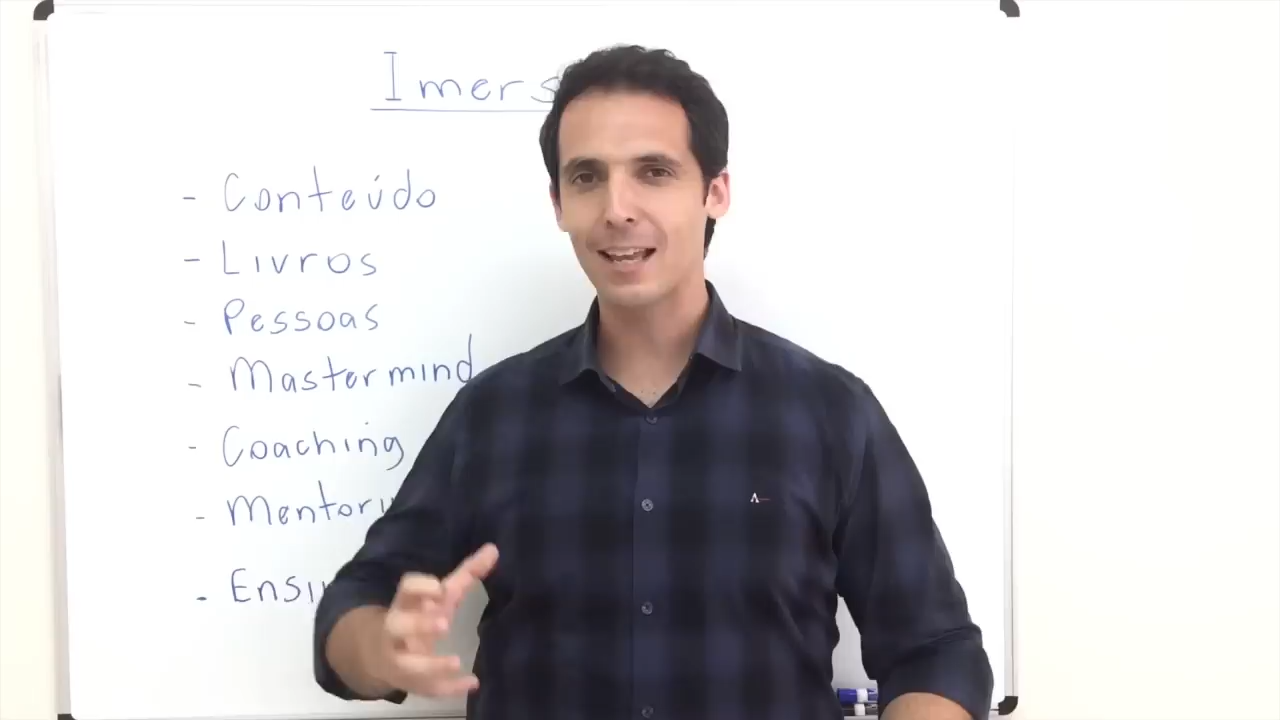 Imers
- Conteúdo
- Livros
- Pessoas
- Mastermind
- Coaching
- Mentori
- Ensi